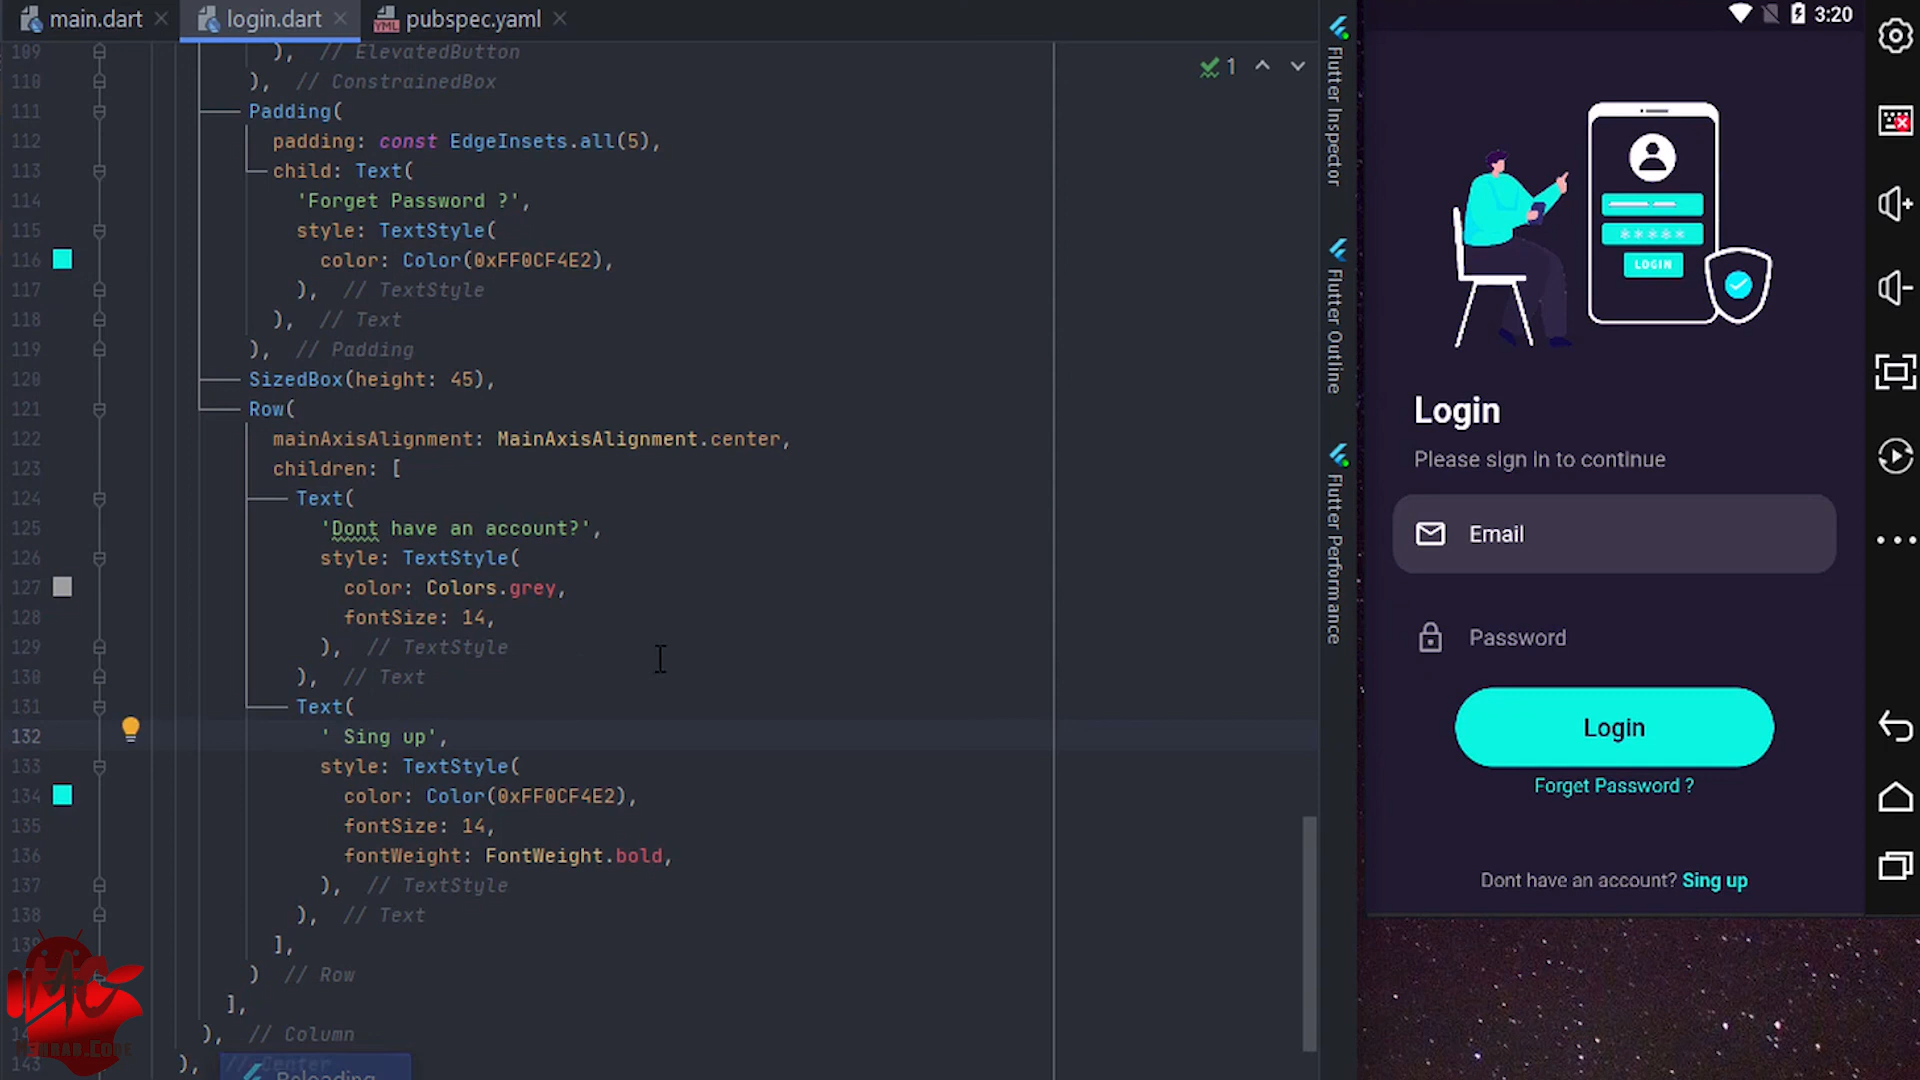 main.dart
login.dart
YML pubspec.yaml
109 ), // ElevatedButton
110 ), // ConstrainedBox
111 Padding(
112 padding: const EdgeInsets.all(5),
113 child: Text(
114 'Forget Password ?',
115 style: TextStyle(
116 color: Color(0xFF0CF4E2),
117 ), // TextStyle
118 ), // Text
119 ), // Padding
120 SizedBox(height: 45),
121 Row(
122 mainAxisAlignment: MainAxisAlignment.center,
123 children: [
124 Text(
125 'Dont have an account?',
126 style: TextStyle(
127 color: Colors.grey,
128 fontSize: 14,
129 ), // TextStyle
130 ), // Text
131 Text(
132 ' Sing up',
133 style: TextStyle(
134 color: Color(0xFF0CF4E2),
135 fontSize: 14,
136 fontWeight: FontWeight.bold,
137 ), // TextStyle
138 ), // Text
139 ],
) // Row
],
), // Column
143 ), // Center
Reloading
1
Flutter Inspector
Flutter Outline
Flutter Performance
3:20
*****
LOGIN
Login
Please sign in to continue
Email
Password
Login
Forget Password ?
Dont have an account? Sing up